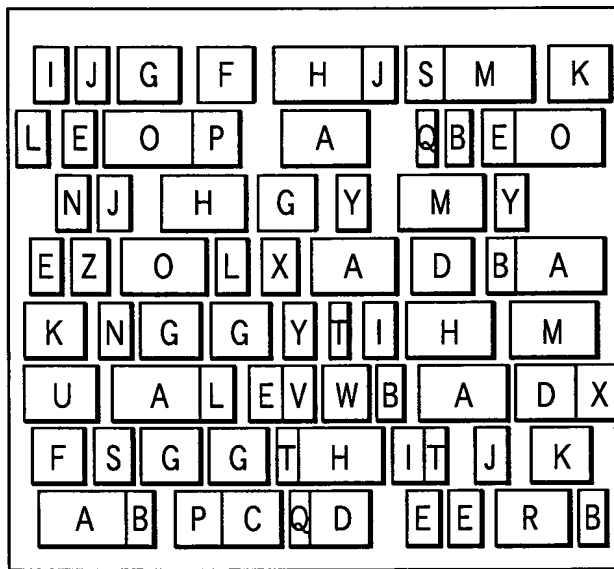 I J G F H J S M K
L E O P A Q B E O
N J H G Y M Y
E Z O L X A D B A
K N G G Y T I H M
U A L E V W B A D X
F S G G T H I T J K
A B P C Q D E E R B